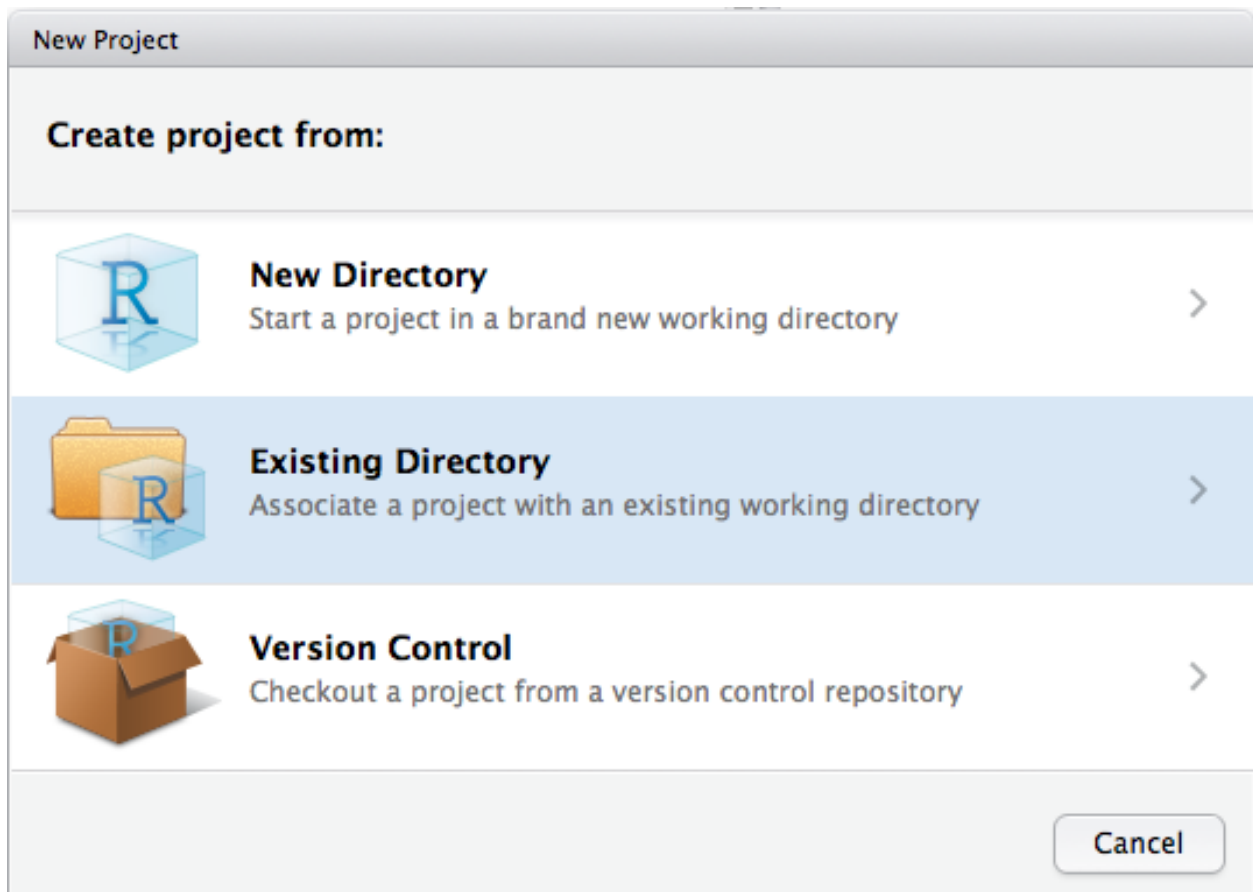 New Project
Create project from:
R
New Directory
Start a project in a brand new working directory
R
Existing Directory
Associate a project with an existing working directory
R
Version Control
Checkout a project from a version control repository
Cancel